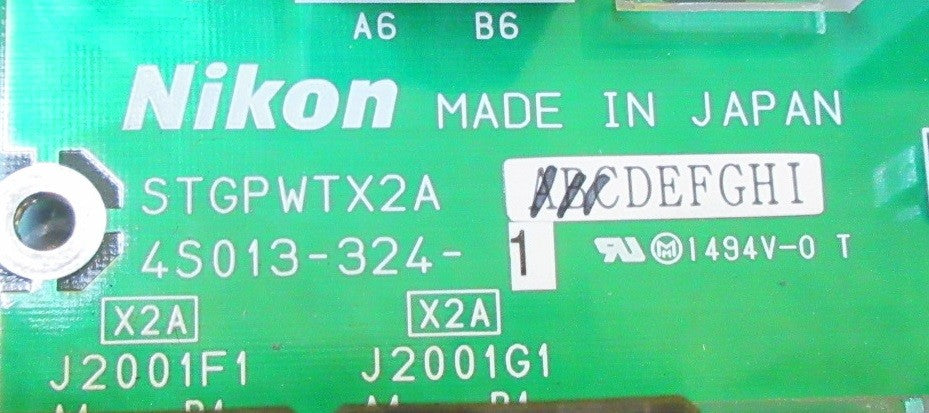 A6 B6
Nikon MADE IN JAPAN
STGPWTX2A ABCDEFGHI
4S013-324-1 1494V-0 T
X2A X2A
J2001F1 J2001G1